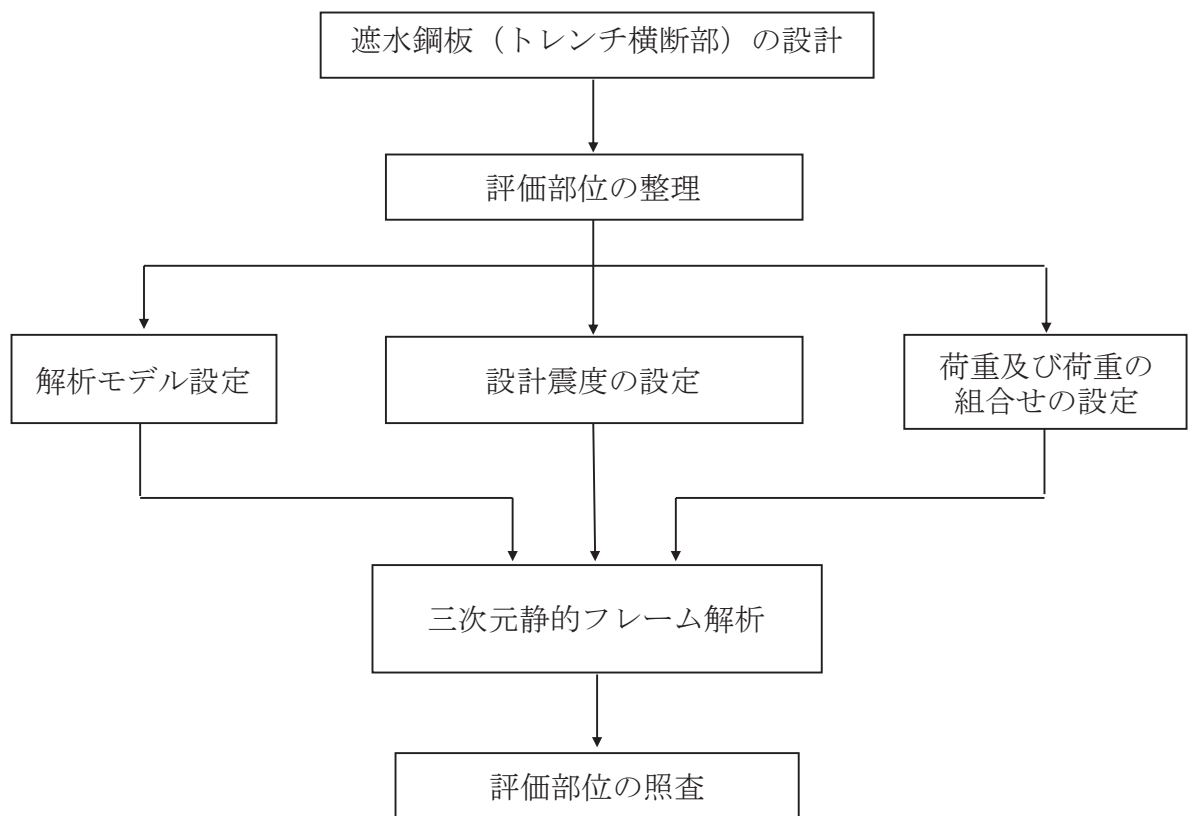 遮水鋼板（トレンチ横断部）の設計
評価部位の整理
解析モデル設定
設計震度の設定
荷重及び荷重の
組合せの設定
三次元静的フレーム解析
評価部位の照査